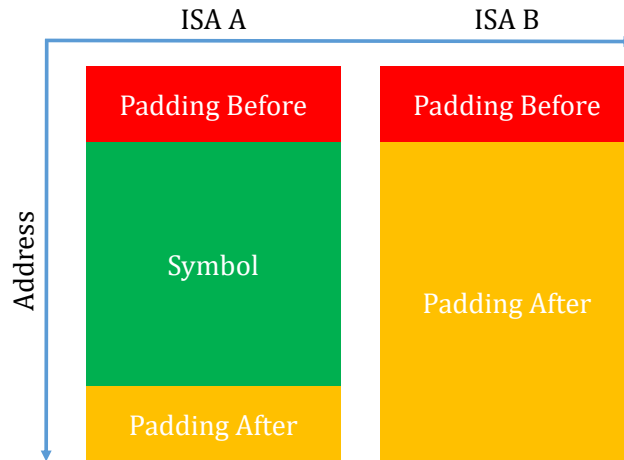 ISA A
ISA B
Address
Padding Before
Padding Before
Symbol
Padding After
Padding After